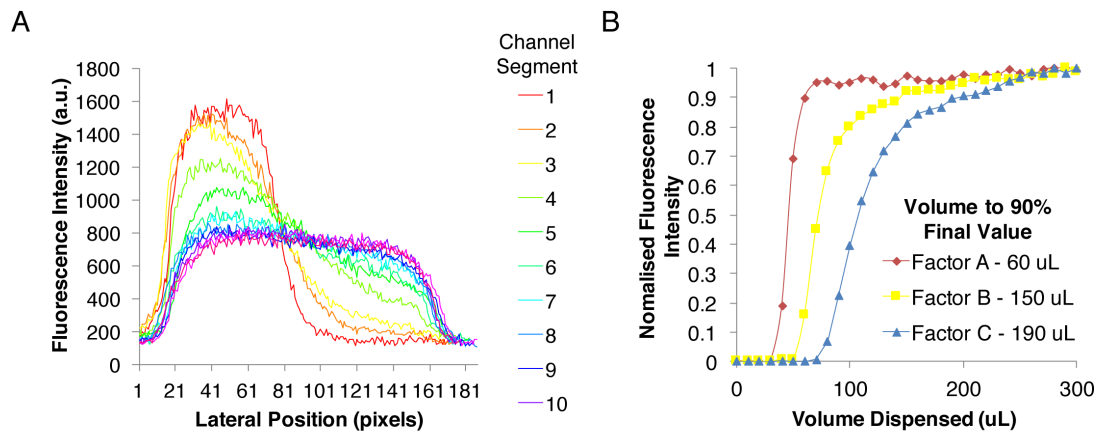 A
Fluorescence Intensity (a.u.)
1800
1600
1400
1200
1000
800
600
400
200
0
1 21 41 61 81 101 121 141 161 181
Lateral Position (pixels)
Channel
Segment
1
2
3
4
5
6
7
8
9
10
B
Nomalised Fluorescence
Intensity
1
0.9
0.8
0.7
0.6
0.5
0.4
0.3
0.2
0.1
0
0 100 200 300
Volume Dispensed (uL)
Volume to 90%
Final Value
Factor A - 60 uL
Factor B - 150 uL
Factor C - 190 uL